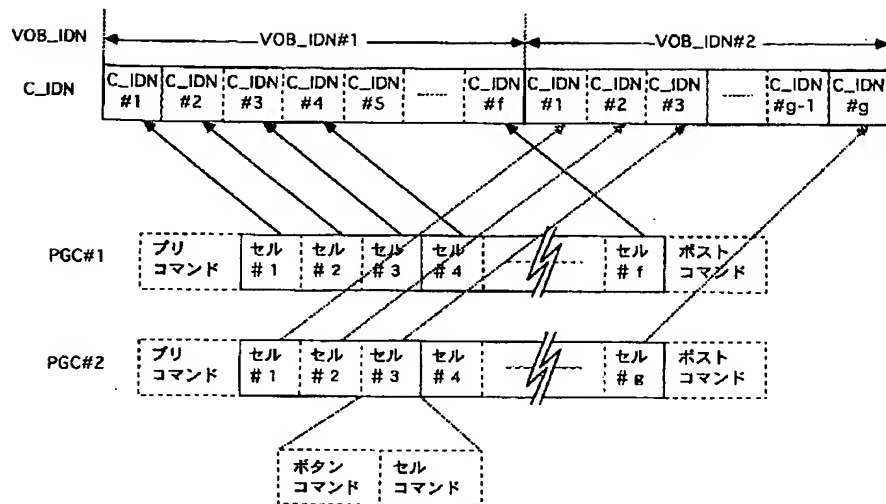 VOB_IDN
VOB_IDN#1
VOB_IDN#2
C_IDN
C_IDN #1
C_IDN #2
C_IDN #3
C_IDN #4
C_IDN #5
C_IDN #f
C_IDN #1
C_IDN #2
C_IDN #3
C_IDN #g-1
C_IDN #g
PGC#1
プリ
コマンド
セル
#1
セル
#2
セル
#3
セル
#4
セル
#f
ポスト
コマンド
PGC#2
プリ
コマンド
セル
#1
セル
#2
セル
#3
セル
#4
セル
#g
ポスト
コマンド
ボタン
コマンド
セル
コマンド